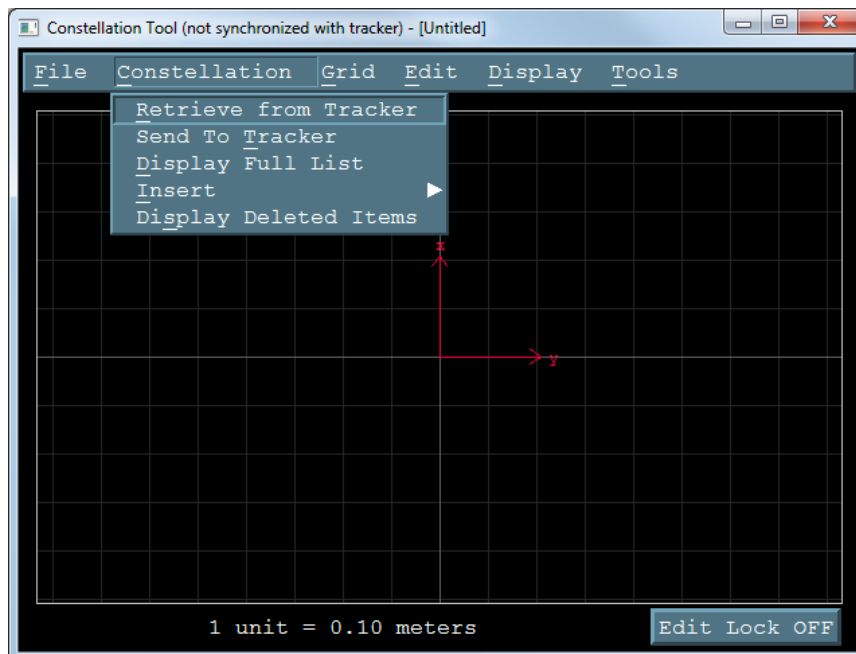 Constellation Tool (not synchronized with tracker) - [Untitled]
File Constellation Grid Edit Display Tools
Retrieve from Tracker
Send To Tracker
Display Full List
Insert
Display Deleted Items
x
y
1 unit = 0.10 meters Edit Lock OFF